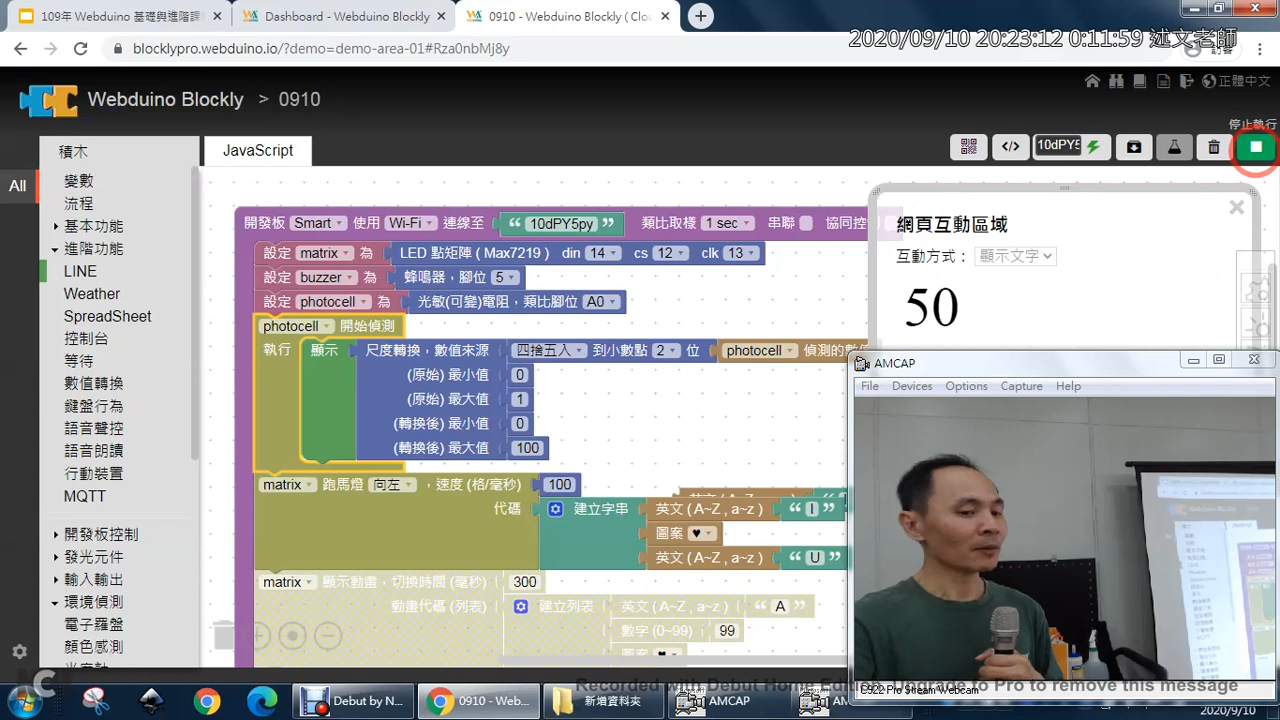 109年 Webduino 基礎與進階課
Dashboard - Webduino Blockly
0910 - Webduino Blockly ( Clou
blocklypro.webduino.io/?demo=demo-area-01#Rza0nbMj8y
訪客
2020/09/10 20:23:12 0:11:59 述文老師
Webduino Blockly > 0910
正體中文
停止執行
積木
JavaScript
</>
10dPY5
All
變數
流程
基本功能
進階功能
LINE
Weather
SpreadSheet
控制台
等待
數值轉換
鍵盤行為
語音聲控
語音朗讀
行動裝置
MQTT
開發板控制
發光元件
輸入輸出
環境偵測
電子羅盤
顏色感測
開發板 Smart 使用 Wi-Fi 連線至 “ 10dPY5py ” 類比取樣 1 sec 串聯 協同控
設定 matrix 為 LED 點矩陣 ( Max7219 ) din 14 cs 12 clk 13
設定 buzzer 為 蜂鳴器，腳位 5
設定 photocell 為 光敏(可變)電阻，類比腳位 A0
photocell 開始偵測
執行 顯示 尺度轉換，數值來源 四捨五入 到小數點 2 位 photocell 偵測的數值
(原始) 最小值 0
(原始) 最大值 1
(轉換後) 最小值 0
(轉換後) 最大值 100
matrix 跑馬燈 向左 ，速度 (格/毫秒) 100
代碼 建立字串 英文 ( A~Z , a~z ) “ I ”
圖案 ♥
英文 ( A~Z , a~z ) “ U ”
matrix 顯示動畫，切換時間 (毫秒) 300
動畫代碼 (列表) 建立列表 英文 ( A~Z , a~z ) “ A ”
數字 (0~99) 99
圖案 ♥
網頁互動區域
互動方式： 顯示文字
50
AMCAP
File Devices Options Capture Help
C922 Pro Stream Webcam
Recorded with Debut Home Edition. Upgrade to Pro to remove this message
Debut by N...
0910 - Web...
新增資料夾
AMCAP
2020/9/10